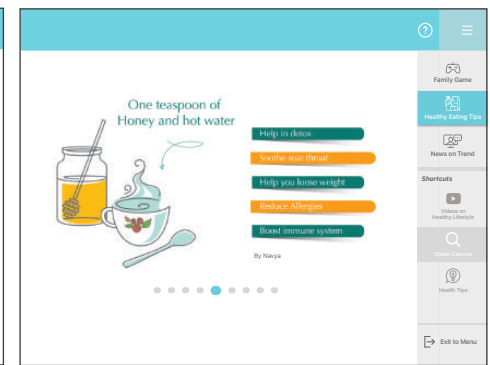 ?
Family Game
One teaspoon of
Honey and hot water
Healthy Eating Tips
Help in detox
Soothe soar throat
News on Trend
Help you loose weight
Shortcuts
Reduce Allergies
Videos on
Healthy Lifestyle
Boost immune system
By Navya
Check Calories
Health Tips
Exit to Menu